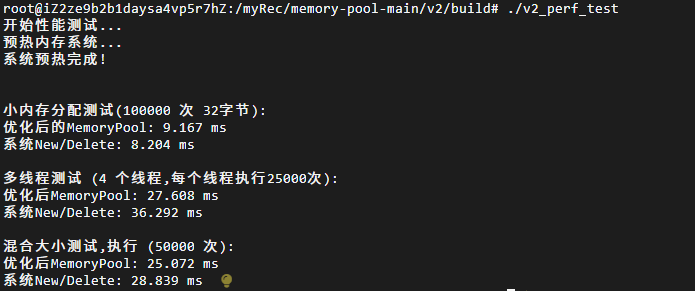 root@iZ2ze9b2b1daysa4vp5r7hZ:/myRec/memory-pool-main/v2/build# ./v2_perf_test
开始性能测试...
预热内存系统...
系统预热完成!
小内存分配测试(100000 次 32字节):
优化后的MemoryPool: 9.167 ms
系统New/Delete: 8.204 ms
多线程测试 (4 个线程,每个线程执行25000次):
优化后MemoryPool: 27.608 ms
系统New/Delete: 36.292 ms
混合大小测试,执行 (50000 次):
优化后MemoryPool: 25.072 ms
系统New/Delete: 28.839 ms